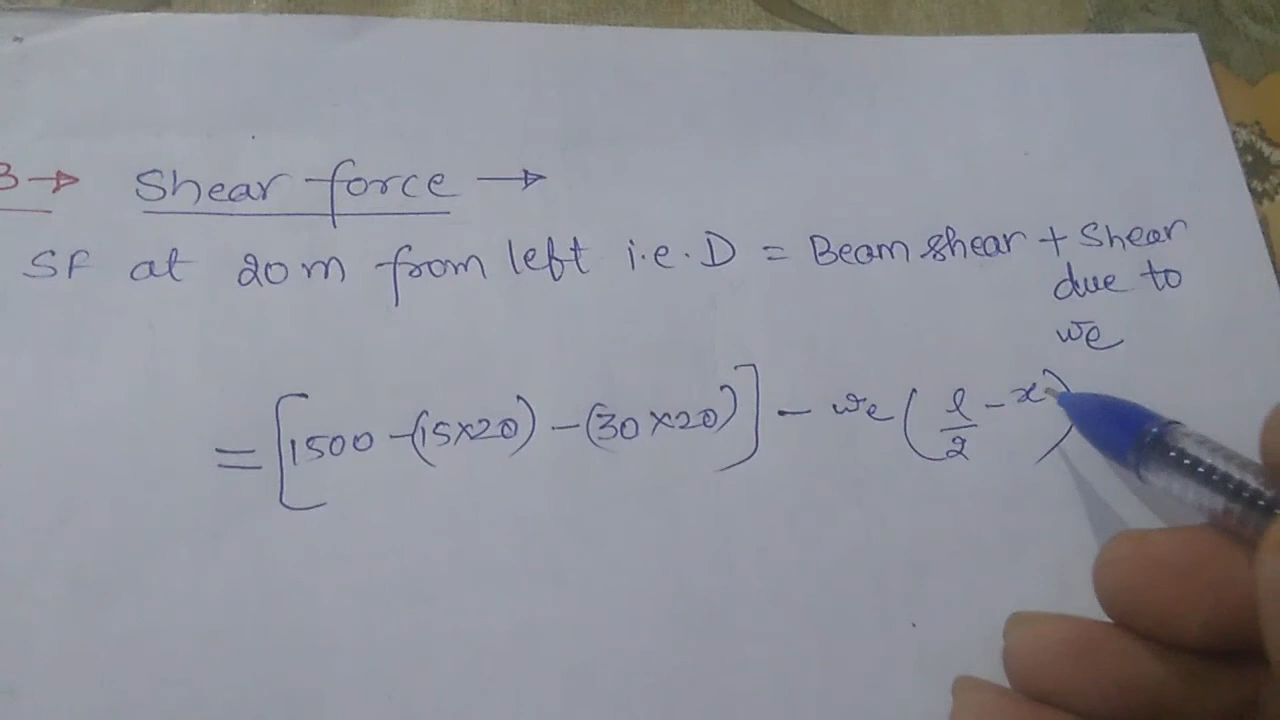 B→ Shear force →
SF at 20m from left i.e. D = Beam shear + Shear
due to
we
= [1500 - (15×20) - (30×20)] - we (l/2 - x)